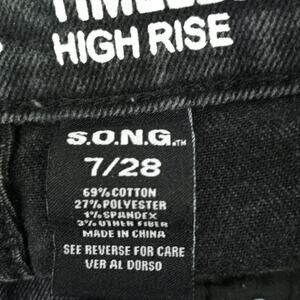 HIGH RISE
S.O.N.G.™
7/28
69% COTTON
27% POLYESTER
1% SPANDEX
3% OTHER FIBER
MADE IN CHINA
SEE REVERSE FOR CARE
VER AL DORSO